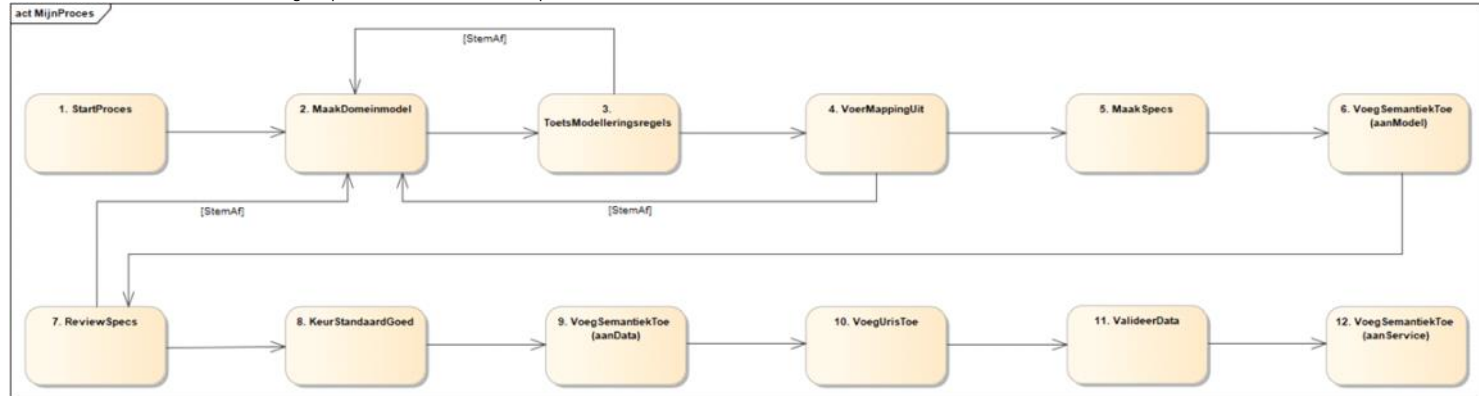 act MijnProces
[StemAf]
1. StartProces
2. MaakDomeinmodel
3.
ToetsModelleringsregels
4. VoerMappingUit
5. MaakSpecs
6. VoegSemantiekToe
(aanModel)
[StemAf]
[StemAf]
7. ReviewSpecs
8. KeurStandaardGoed
9. VoegSemantiekToe
(aanData)
10. VoegUrisToe
11. ValideerData
12. VoegSemantiekToe
(aanService)